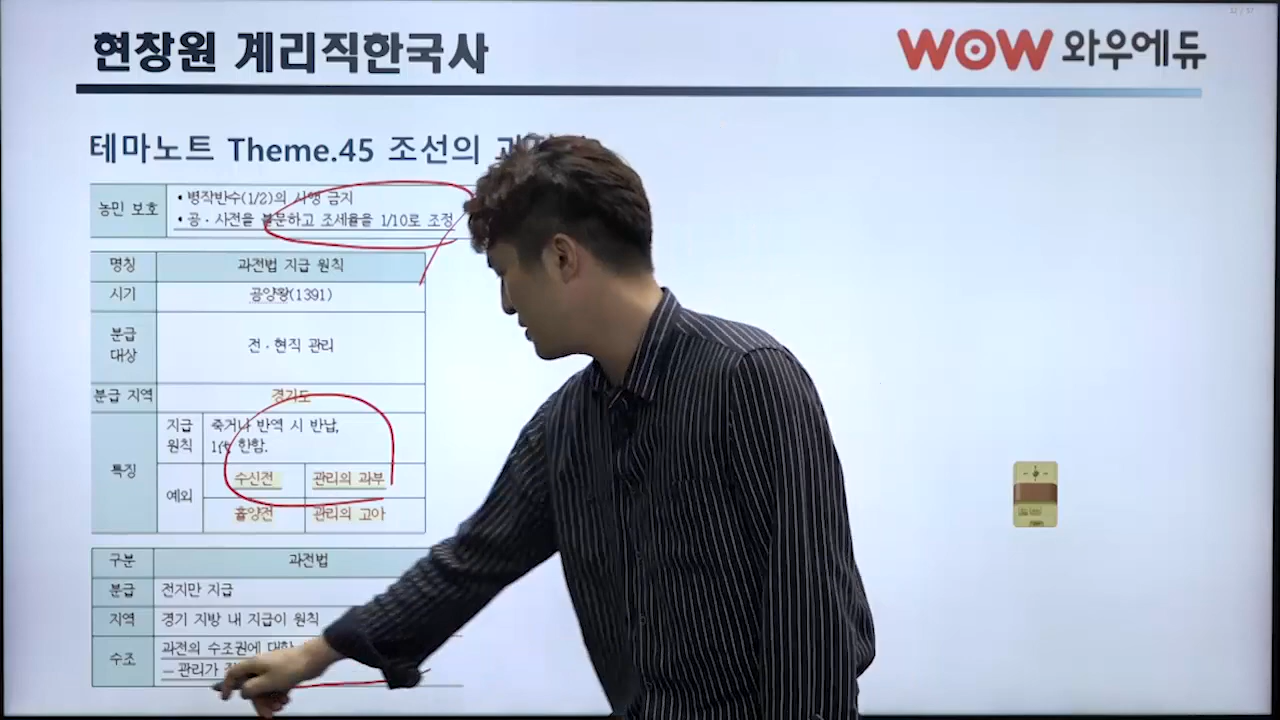 현창원 계리직한국사
WOW 와우에듀
테마노트 Theme.45 조선의
농민 보호
• 병작반수(1/2)의 시행 금지
• 공·사전을 불문하고 조세율을 1/10로 조정
명칭 과전법 지급 원칙
시기 공양왕(1391)
분급
대상
전·현직 관리
분급 지역 경기도
특징
지급
원칙
죽거나 반역 시 반납,
1代 한함.
예외
수신전 관리의 과부
휼양전 관리의 고아
구분 과전법
분급 전지만 지급
지역 경기 지방 내 지급이 원칙
수조
과전의 수조권에
– 관리가